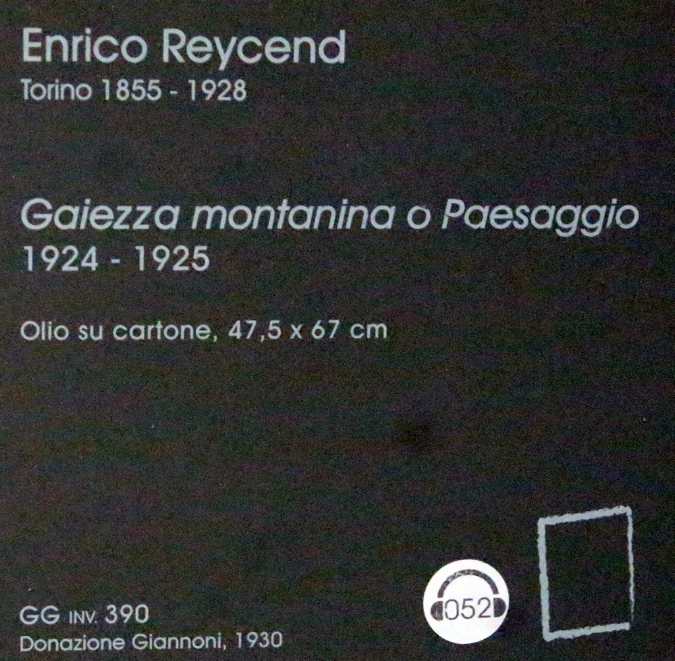 Enrico Reycend
Torino 1855 - 1928
Gaiezza montanina o Paesaggio
1924 - 1925
Olio su cartone, 47,5 x 67 cm
GG INV. 390
Donazione Giannoni, 1930
052